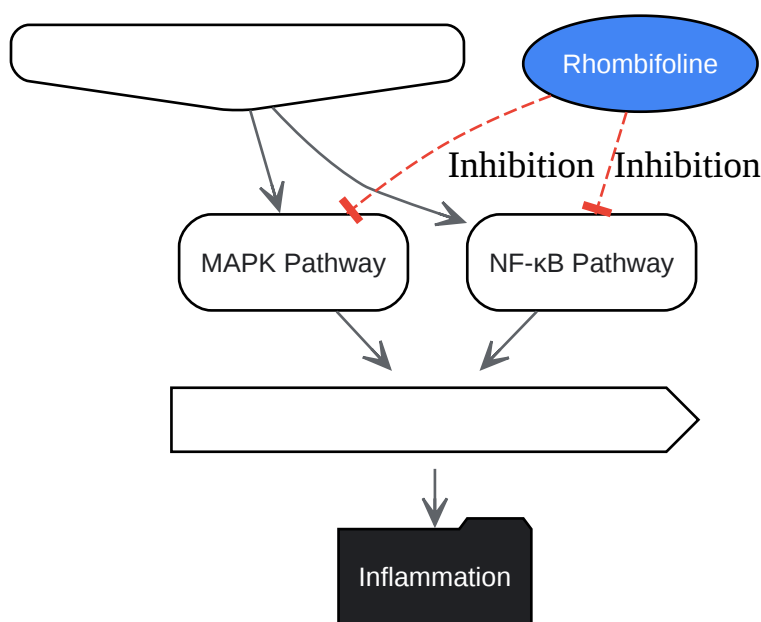 Rhombifoline
Inhibition Inhibition
MAPK Pathway
NF-κB Pathway
Inflammation